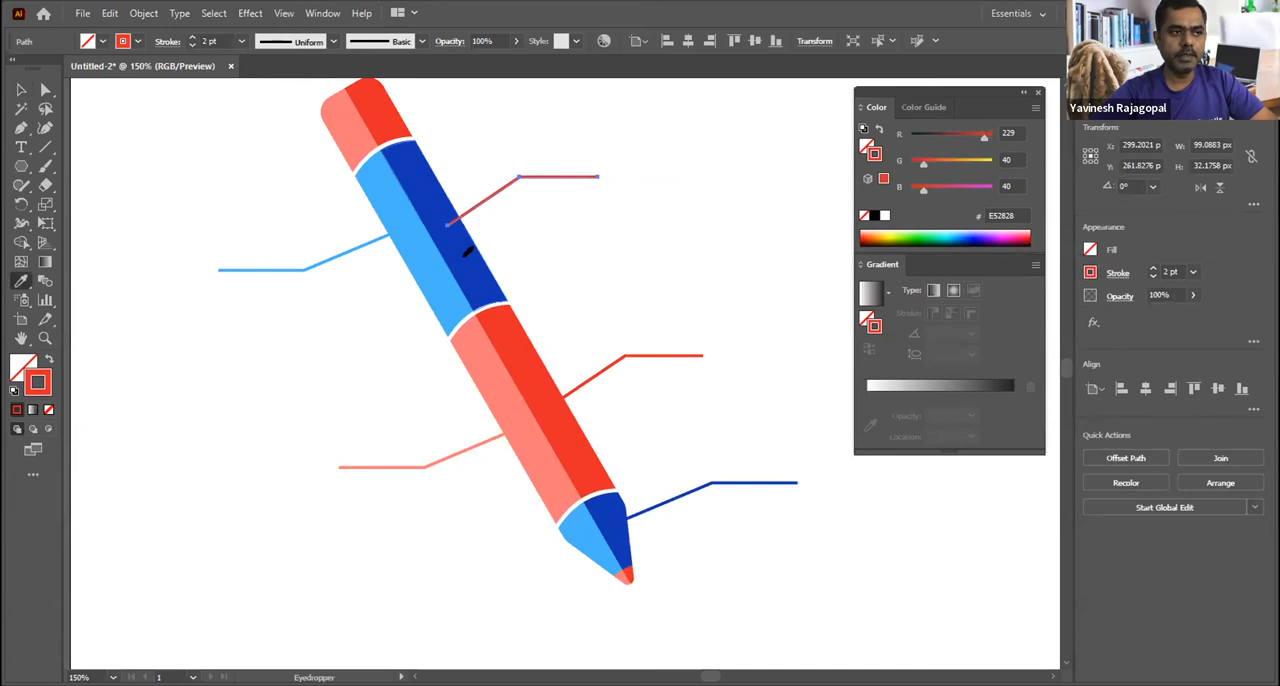 Ai File Edit Object Type Select Effect View Window Help Essentials
Path Stroke: 2 pt Uniform Basic Opacity: 100% Style: Transform
Untitled-2* @ 150% (RGB/Preview) ×
Yavinesh Rajagopal
Color Color Guide
R 229
G 40
B 40
# E52828
Gradient
Type:
Stroke:
Opacity:
Location:
Transform
X: 299.2021 p W: 99.0883 px
Y: 261.8276 p H: 32.1758 px
0°
Appearance
Fill
Stroke 2 pt
Opacity 100%
fx.
Align
Quick Actions
Offset Path Join
Recolor Arrange
Start Global Edit
150% 1 Eyedropper